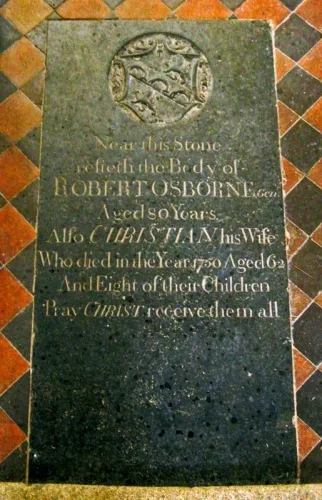 Near this Stone
resteth the Body of
ROBERT OSBORNE, Gen.
Aged 80 Years
Also CHRISTIAN his Wife
Who died in the Year 1750 Aged 62
And Eight of their Children
Pray CHRIST receive them all